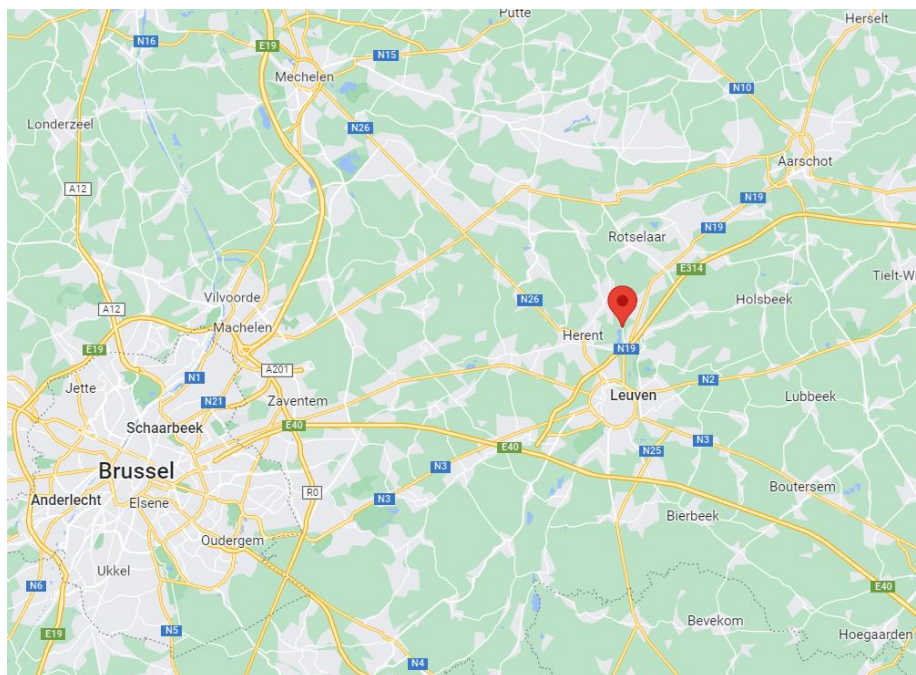 Putte
Herselt
N16
E19
N15
Mechelen
N10
Londerzeel
N26
Aarschot
A12
N19
N19
Rotselaar
E314
Tielt-Wi
Vilvoorde
N26
Holsbeek
A12
Machelen
Herent
E19
N19
A201
N1
Jette
N2
Leuven
Lubbeek
N21
Zaventem
Schaarbeek
E40
N3
E40
N25
Brussel
N3
Boutersem
R0
Anderlecht
N3
Elsene
Bierbeek
Oudergem
Ukkel
N6
E40
Bevekom
E19
N5
Hoegaarden
N4